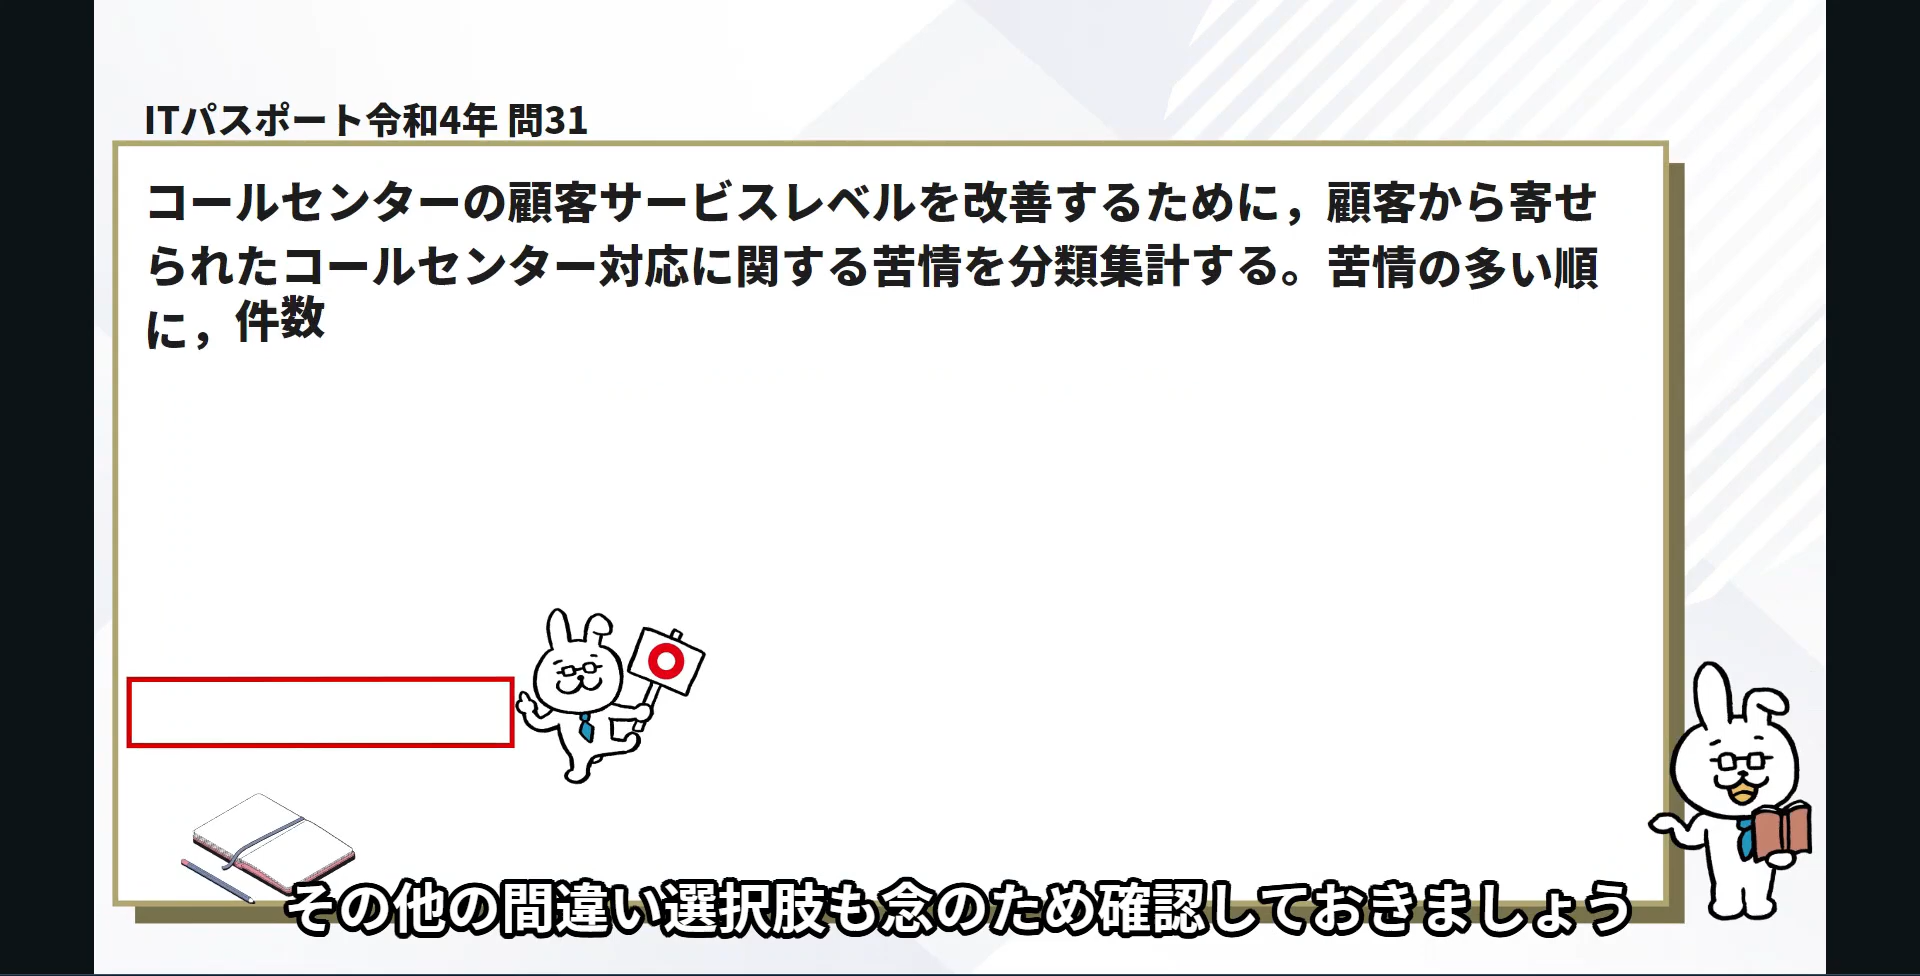 ITパスポート令和4年 問31
コールセンターの顧客サービスレベルを改善するために，顧客から寄せ
られたコールセンター対応に関する苦情を分類集計する。苦情の多い順
に，件数
その他の間違い選択肢も念のため確認しておきましょう